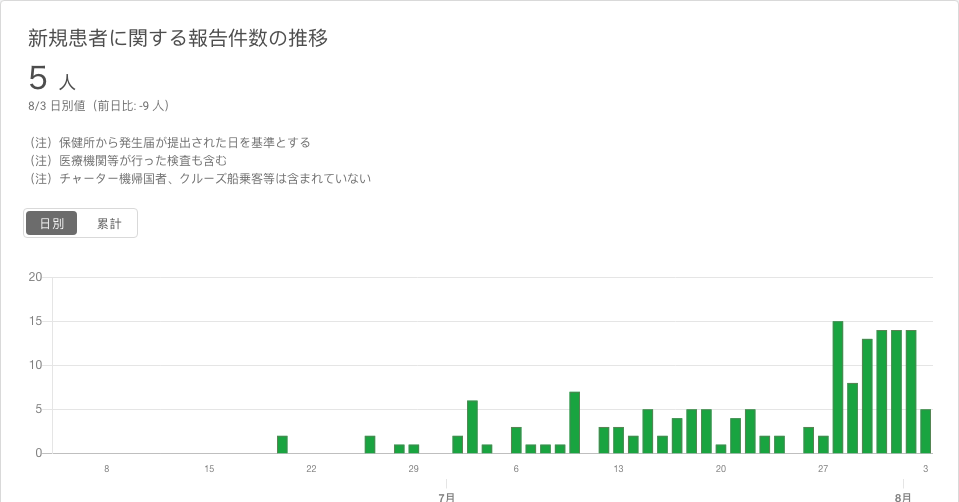 新規患者に関する報告件数の推移
5 人
8/3 日別値（前日比: -9 人）
（注）保健所から発生届が提出された日を基準とする
（注）医療機関等が行った検査も含む
（注）チャーター機帰国者、クルーズ船乗客等は含まれていない
日別 累計
20
15
10
5
0
8 15 22 29 6 13 20 27 3
7月 8月